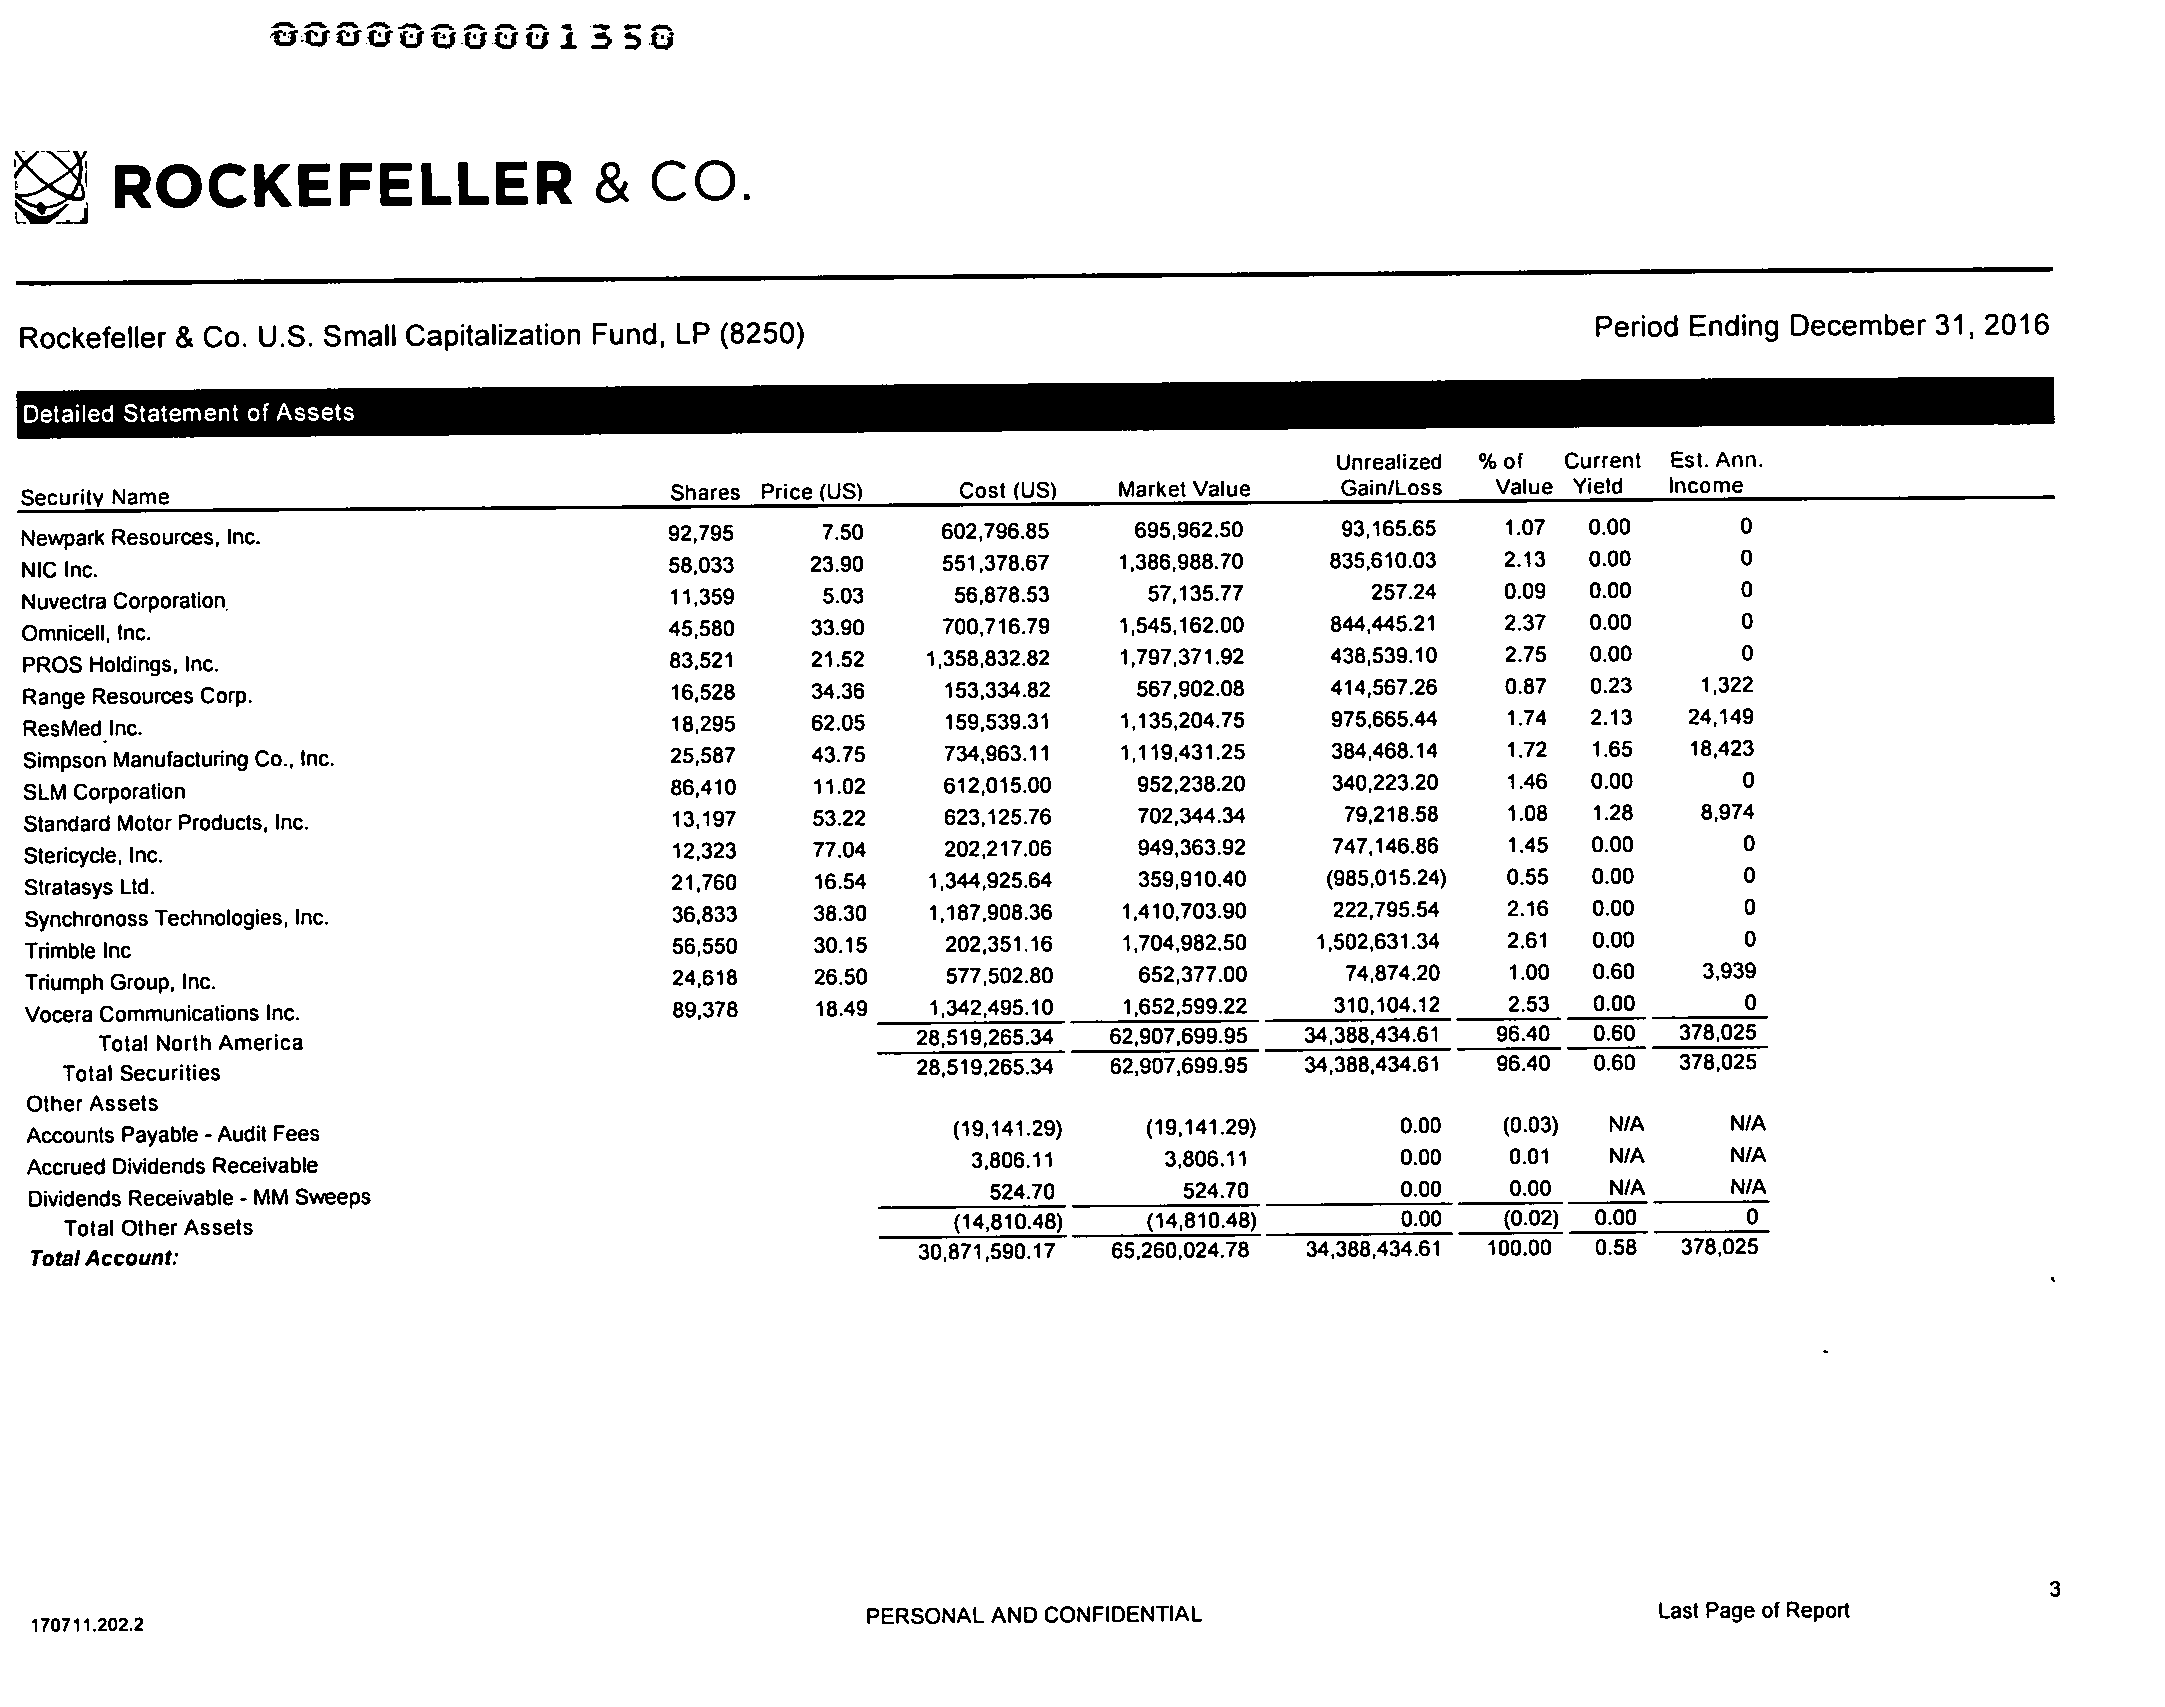 0000000001350
ROCKEFELLER & CO.
Rockefeller & Co. U.S. Small Capitalization Fund, LP (8250) Period Ending December 31, 2016
Detailed Statement of Assets
Unrealized % of Current Est. Ann.
Security Name Shares Price (US) Cost (US) Market Value Gain/Loss Value Yield Income
Newpark Resources, Inc. 92,795 7.50 602,796.85 695,962.50 93,165.65 1.07 0.00 0
NIC Inc. 58,033 23.90 551,378.67 1,386,988.70 835,610.03 2.13 0.00 0
Nuvectra Corporation 11,359 5.03 56,878.53 57,135.77 257.24 0.09 0.00 0
Omnicell, Inc. 45,580 33.90 700,716.79 1,545,162.00 844,445.21 2.37 0.00 0
PROS Holdings, Inc. 83,521 21.52 1,358,832.82 1,797,371.92 438,539.10 2.75 0.00 0
Range Resources Corp. 16,528 34.36 153,334.82 567,902.08 414,567.26 0.87 0.23 1,322
ResMed Inc. 18,295 62.05 159,539.31 1,135,204.75 975,665.44 1.74 2.13 24,149
Simpson Manufacturing Co., Inc. 25,587 43.75 734,963.11 1,119,431.25 384,468.14 1.72 1.65 18,423
SLM Corporation 86,410 11.02 612,015.00 952,238.20 340,223.20 1.46 0.00 0
Standard Motor Products, Inc. 13,197 53.22 623,125.76 702,344.34 79,218.58 1.08 1.28 8,974
Stericycle, Inc. 12,323 77.04 202,217.06 949,363.92 747,146.86 1.45 0.00 0
Stratasys Ltd. 21,760 16.54 1,344,925.64 359,910.40 (985,015.24) 0.55 0.00 0
Synchronoss Technologies, Inc. 36,833 38.30 1,187,908.36 1,410,703.90 222,795.54 2.16 0.00 0
Trimble Inc 56,550 30.15 202,351.16 1,704,982.50 1,502,631.34 2.61 0.00 0
Triumph Group, Inc. 24,618 26.50 577,502.80 652,377.00 74,874.20 1.00 0.60 3,939
Vocera Communications Inc. 89,378 18.49 1,342,495.10 1,652,599.22 310,104.12 2.53 0.00 0
Total North America 28,519,265.34 62,907,699.95 34,388,434.61 96.40 0.60 378,025
Total Securities 28,519,265.34 62,907,699.95 34,388,434.61 96.40 0.60 378,025
Other Assets
Accounts Payable - Audit Fees (19,141.29) (19,141.29) 0.00 (0.03) N/A N/A
Accrued Dividends Receivable 3,806.11 3,806.11 0.00 0.01 N/A N/A
Dividends Receivable - MM Sweeps 524.70 524.70 0.00 0.00 N/A N/A
Total Other Assets (14,810.48) (14,810.48) 0.00 (0.02) 0.00 0
Total Account: 30,871,590.17 65,260,024.78 34,388,434.61 100.00 0.58 378,025
3
170711.202.2 PERSONAL AND CONFIDENTIAL Last Page of Report